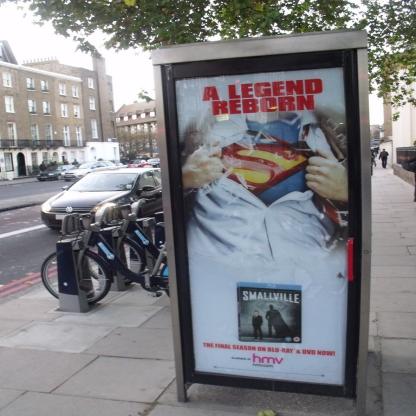 A LEGEND
REBORN
SMALLVILLE
THE FINAL SEASON ON BLU-RAY & DVD NOW!
hmv